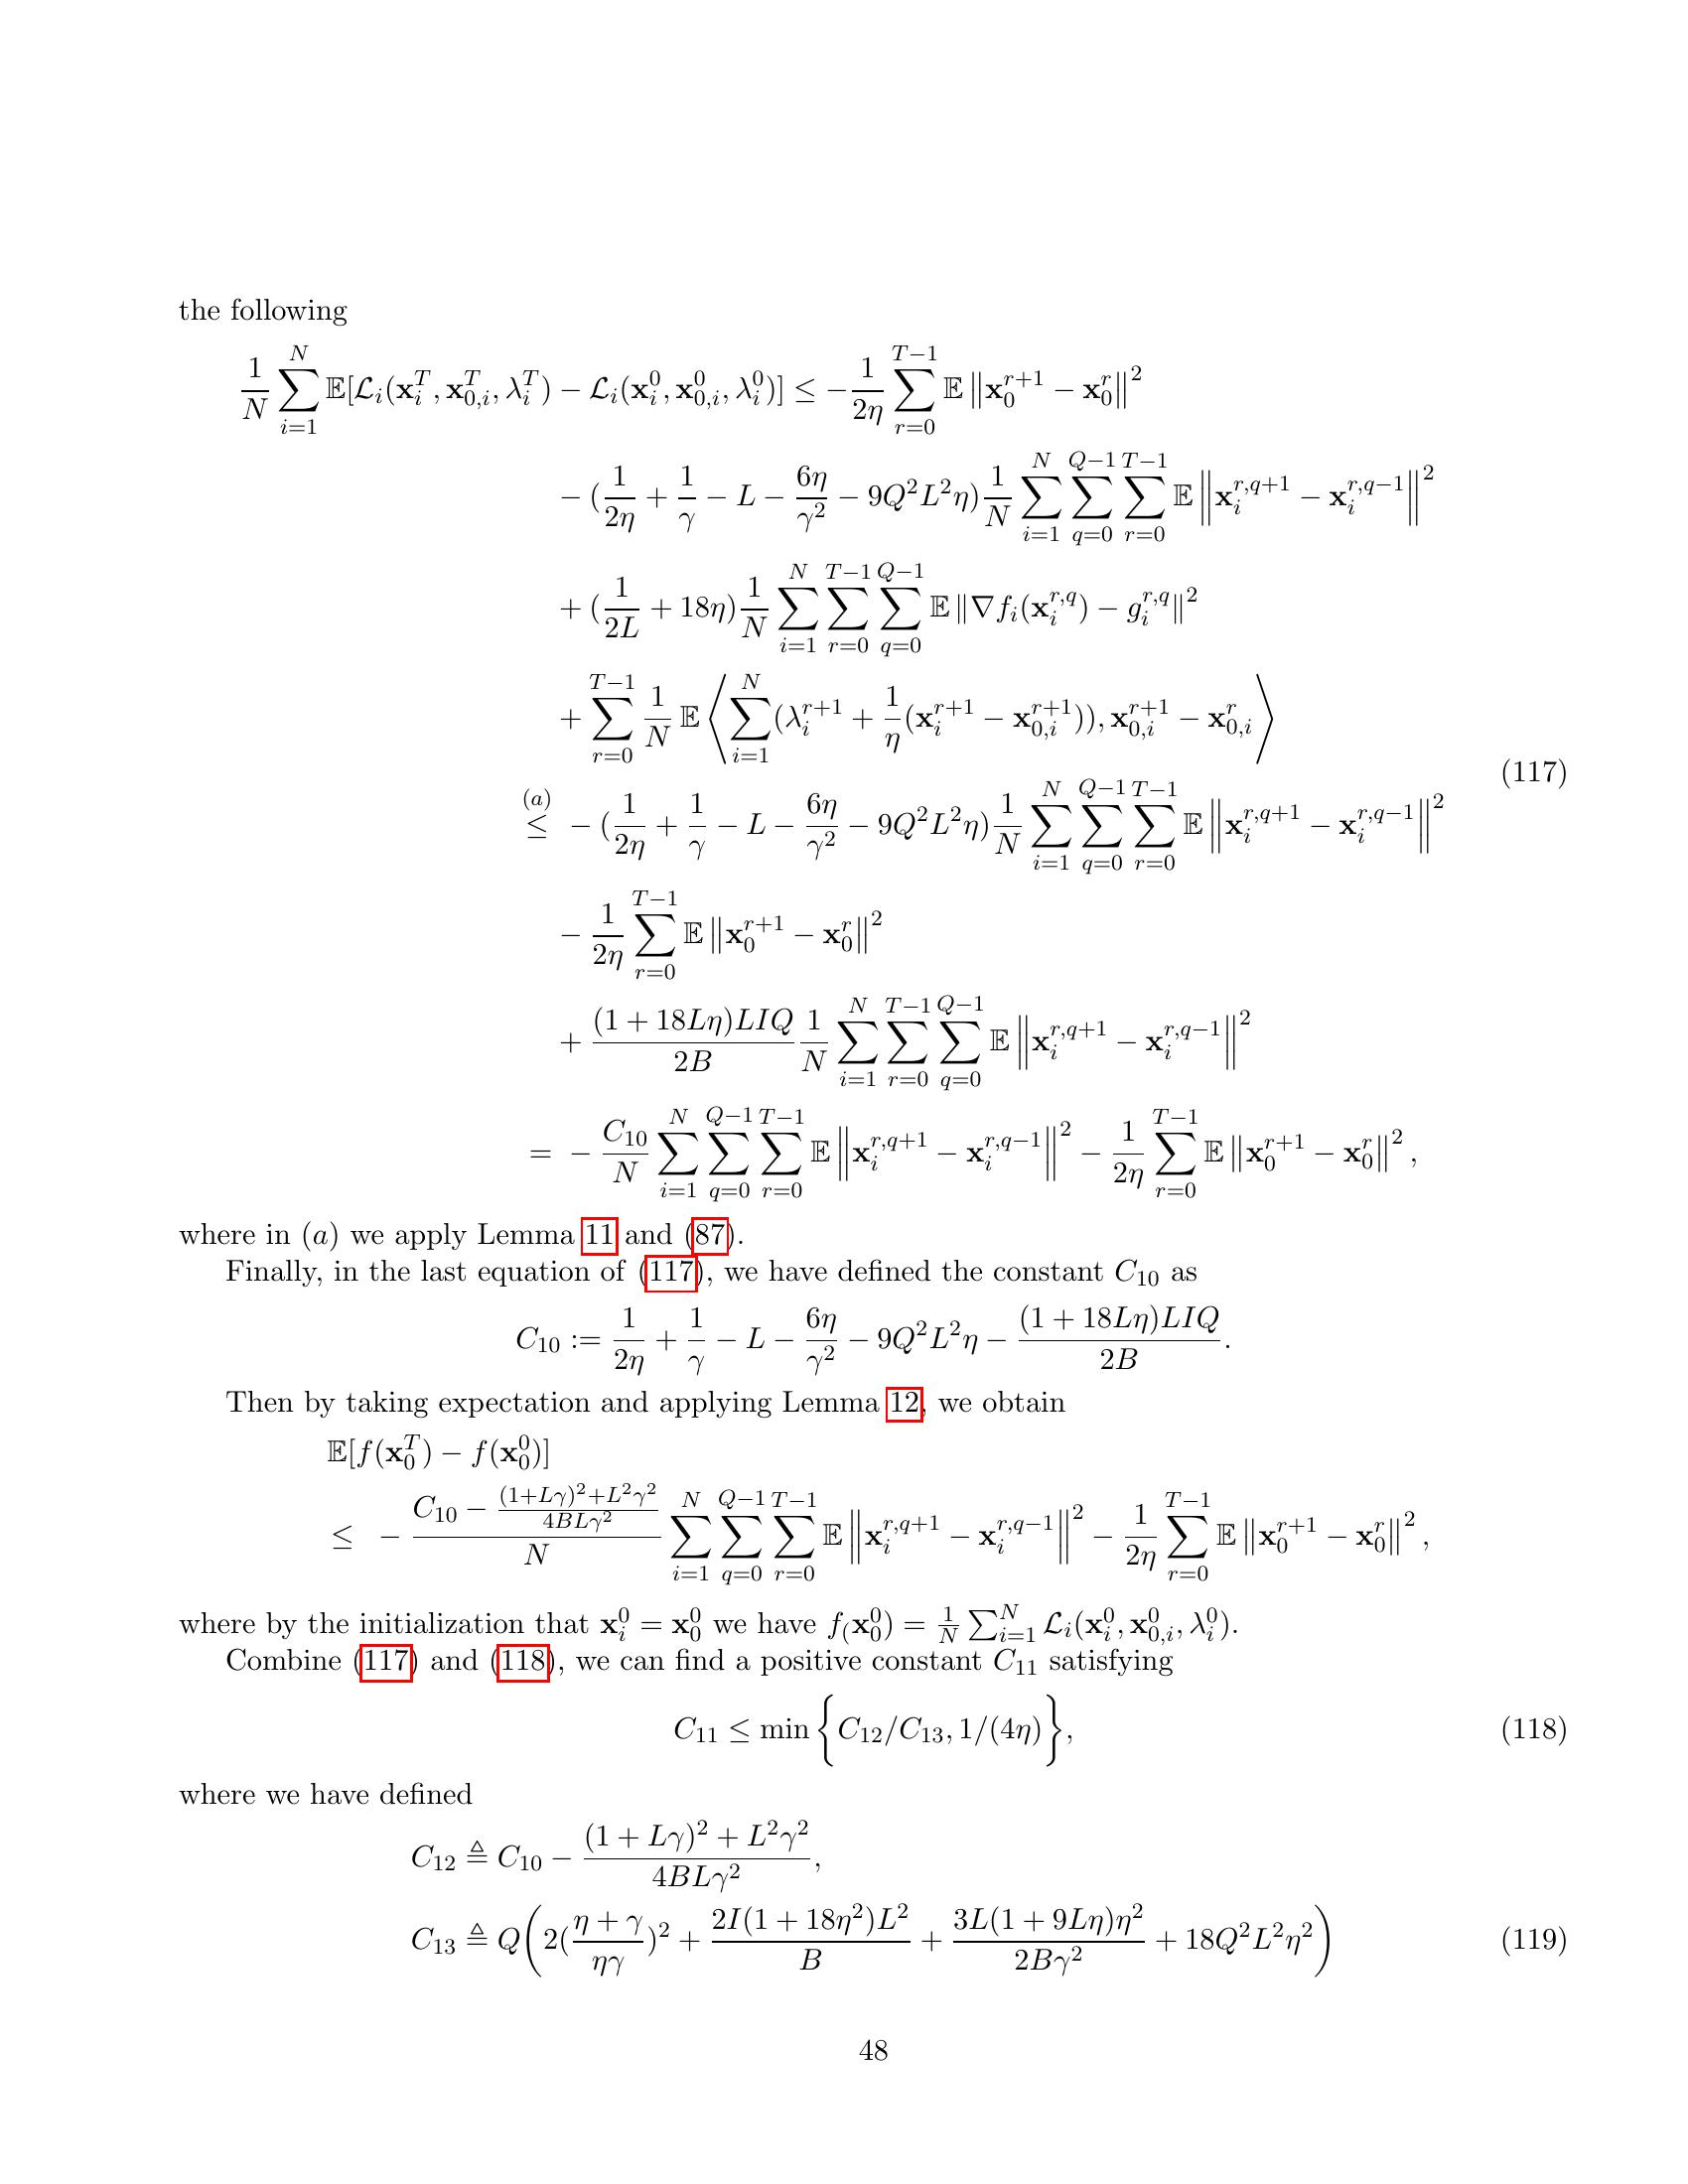 the following
$\frac{1}{N}\sum_{i=1}^{N}\mathbb{E}[\mathcal{L}_i(\mathbf{x}_i^T, \mathbf{x}_{0,i}^T, \lambda_i^T) - \mathcal{L}_i(\mathbf{x}_i^0, \mathbf{x}_{0,i}^0, \lambda_i^0)] \leq -\frac{1}{2\eta}\sum_{r=0}^{T-1}\mathbb{E}\left\|\mathbf{x}_0^{r+1} - \mathbf{x}_0^r\right\|^2$
$- (\frac{1}{2\eta} + \frac{1}{\gamma} - L - \frac{6\eta}{\gamma^2} - 9Q^2L^2\eta)\frac{1}{N}\sum_{i=1}^{N}\sum_{q=0}^{Q-1}\sum_{r=0}^{T-1}\mathbb{E}\left\|\mathbf{x}_i^{r,q+1} - \mathbf{x}_i^{r,q-1}\right\|^2$
$+ (\frac{1}{2L} + 18\eta)\frac{1}{N}\sum_{i=1}^{N}\sum_{r=0}^{T-1}\sum_{q=0}^{Q-1}\mathbb{E}\left\|\nabla f_i(\mathbf{x}_i^{r,q}) - g_i^{r,q}\right\|^2$
$+ \sum_{r=0}^{T-1}\frac{1}{N}\mathbb{E}\left\langle\sum_{i=1}^{N}(\lambda_i^{r+1} + \frac{1}{\eta}(\mathbf{x}_i^{r+1} - \mathbf{x}_{0,i}^{r+1})), \mathbf{x}_{0,i}^{r+1} - \mathbf{x}_{0,i}^r\right\rangle$
(117)
$\overset{(a)}{\leq} - (\frac{1}{2\eta} + \frac{1}{\gamma} - L - \frac{6\eta}{\gamma^2} - 9Q^2L^2\eta)\frac{1}{N}\sum_{i=1}^{N}\sum_{q=0}^{Q-1}\sum_{r=0}^{T-1}\mathbb{E}\left\|\mathbf{x}_i^{r,q+1} - \mathbf{x}_i^{r,q-1}\right\|^2$
$- \frac{1}{2\eta}\sum_{r=0}^{T-1}\mathbb{E}\left\|\mathbf{x}_0^{r+1} - \mathbf{x}_0^r\right\|^2$
$+ \frac{(1+18L\eta)LIQ}{2B}\frac{1}{N}\sum_{i=1}^{N}\sum_{r=0}^{T-1}\sum_{q=0}^{Q-1}\mathbb{E}\left\|\mathbf{x}_i^{r,q+1} - \mathbf{x}_i^{r,q-1}\right\|^2$
$= - \frac{C_{10}}{N}\sum_{i=1}^{N}\sum_{q=0}^{Q-1}\sum_{r=0}^{T-1}\mathbb{E}\left\|\mathbf{x}_i^{r,q+1} - \mathbf{x}_i^{r,q-1}\right\|^2 - \frac{1}{2\eta}\sum_{r=0}^{T-1}\mathbb{E}\left\|\mathbf{x}_0^{r+1} - \mathbf{x}_0^r\right\|^2,$
where in (a) we apply Lemma 11 and (87).
Finally, in the last equation of (117), we have defined the constant $C_{10}$ as
$C_{10} := \frac{1}{2\eta} + \frac{1}{\gamma} - L - \frac{6\eta}{\gamma^2} - 9Q^2L^2\eta - \frac{(1+18L\eta)LIQ}{2B}.$
Then by taking expectation and applying Lemma 12, we obtain
$\mathbb{E}[f(\mathbf{x}_0^T) - f(\mathbf{x}_0^0)]$
$\leq - \frac{C_{10} - \frac{(1+L\gamma)^2+L^2\gamma^2}{4BL\gamma^2}}{N}\sum_{i=1}^{N}\sum_{q=0}^{Q-1}\sum_{r=0}^{T-1}\mathbb{E}\left\|\mathbf{x}_i^{r,q+1} - \mathbf{x}_i^{r,q-1}\right\|^2 - \frac{1}{2\eta}\sum_{r=0}^{T-1}\mathbb{E}\left\|\mathbf{x}_0^{r+1} - \mathbf{x}_0^r\right\|^2,$
where by the initialization that $\mathbf{x}_i^0 = \mathbf{x}_0^0$ we have $f_(\mathbf{x}_0^0) = \frac{1}{N}\sum_{i=1}^{N}\mathcal{L}_i(\mathbf{x}_i^0, \mathbf{x}_{0,i}^0, \lambda_i^0).$
Combine (117) and (118), we can find a positive constant $C_{11}$ satisfying
$C_{11} \leq \min\left\{C_{12}/C_{13}, 1/(4\eta)\right\},$ (118)
where we have defined
$C_{12} \triangleq C_{10} - \frac{(1+L\gamma)^2+L^2\gamma^2}{4BL\gamma^2},$
$C_{13} \triangleq Q\left(2(\frac{\eta+\gamma}{\eta\gamma})^2 + \frac{2I(1+18\eta^2)L^2}{B} + \frac{3L(1+9L\eta)\eta^2}{2B\gamma^2} + 18Q^2L^2\eta^2\right)$ (119)
48